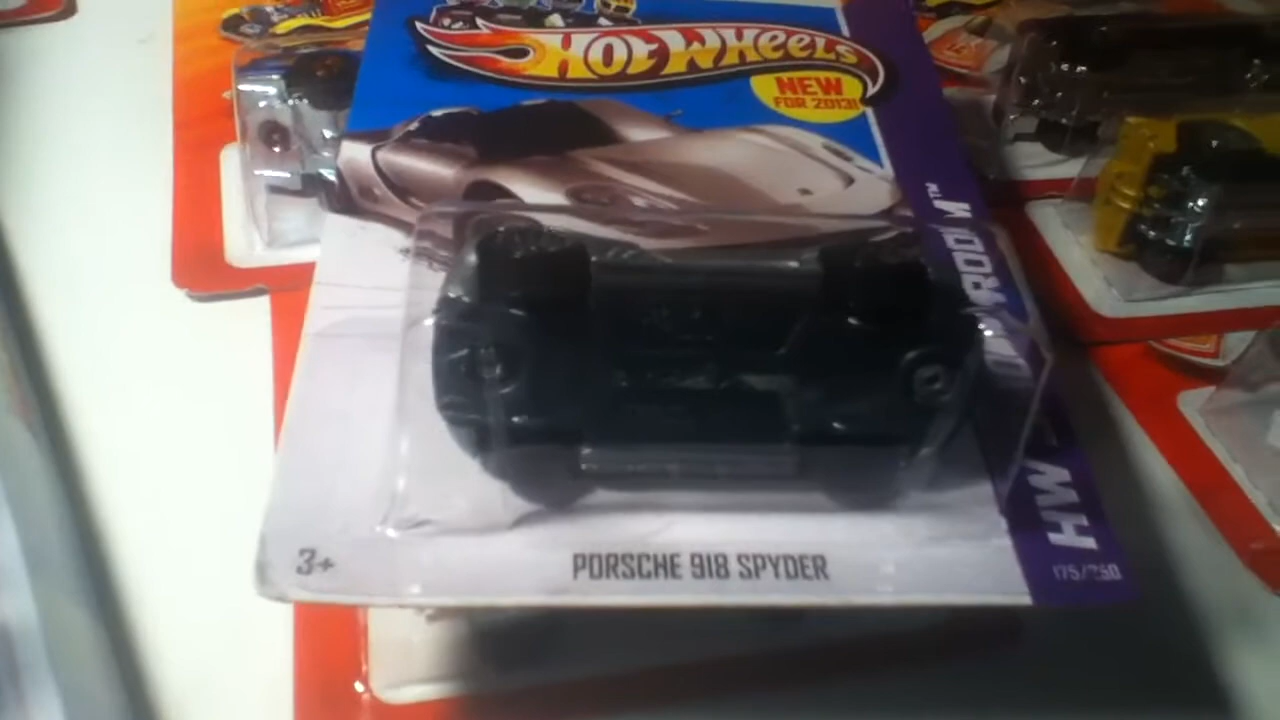 HOT WHEELS
NEW
FOR 2013!
HW
3+
PORSCHE 918 SPYDER
175/250